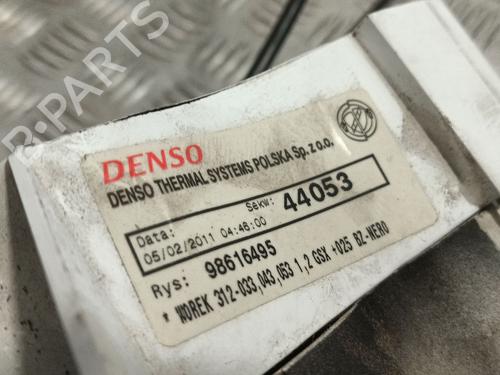 B-PARTS
DENSO
DENSO THERMAL SYSTEMS POLSKA Sp. z o.o.
Data: Sekw: 44053
05/02/2011 04:48:00
Rys: 98616495
* WOREK 312-033,043,053 1,2 GSX +025 BZ-NERO